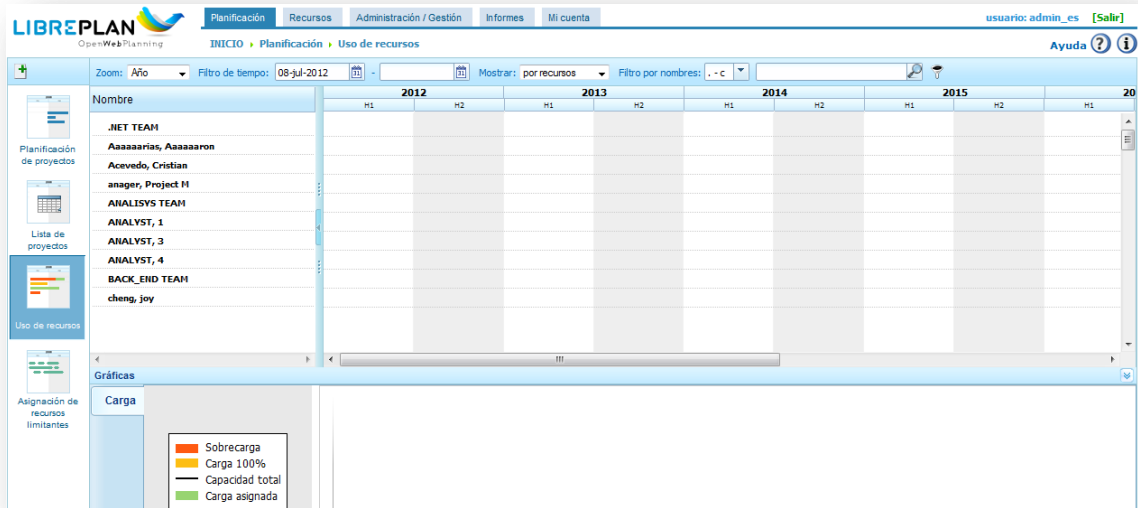 LIBREPLAN
OpenWebPlanning
Planificación Recursos Administración / Gestión Informes Mi cuenta
usuario: admin_es [Salir]
INICIO Planificación Uso de recursos
Ayuda
Zoom: Año Filtro de tiempo: 08-jul-2012 - Mostrar: por recursos Filtro por nombres: . - c
Nombre
2012 2013 2014 2015 20
H1 H2 H1 H2 H1 H2 H1 H2 H1
.NET TEAM
Aaaaaarias, Aaaaaaron
Acevedo, Cristian
anager, Project M
ANALISYS TEAM
ANALYST, 1
ANALYST, 3
ANALYST, 4
BACK_END TEAM
cheng, joy
Planificación
de proyectos
Lista de
proyectos
Uso de recursos
Asignación de
recursos
limitantes
Gráficas
Carga
Sobrecarga
Carga 100%
Capacidad total
Carga asignada